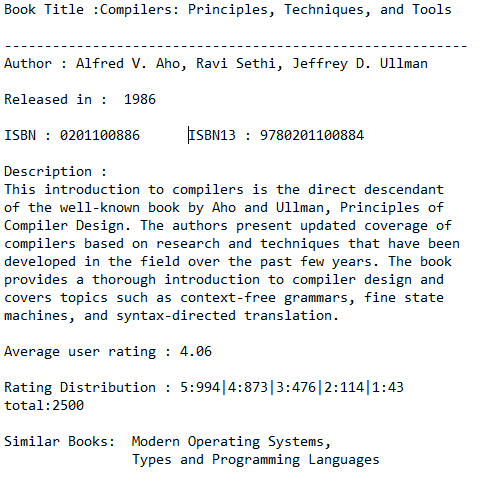 Book Title :Compilers: Principles, Techniques, and Tools
----------------------------------------------------------
Author : Alfred V. Aho, Ravi Sethi, Jeffrey D. Ullman
Released in :  1986
ISBN : 0201100886      ISBN13 : 9780201100884
Description :
This introduction to compilers is the direct descendant
of the well-known book by Aho and Ullman, Principles of
Compiler Design. The authors present updated coverage of
compilers based on research and techniques that have been
developed in the field over the past few years. The book
provides a thorough introduction to compiler design and
covers topics such as context-free grammars, fine state
machines, and syntax-directed translation.
Average user rating : 4.06
Rating Distribution : 5:994|4:873|3:476|2:114|1:43
total:2500
Similar Books:  Modern Operating Systems,
                Types and Programming Languages